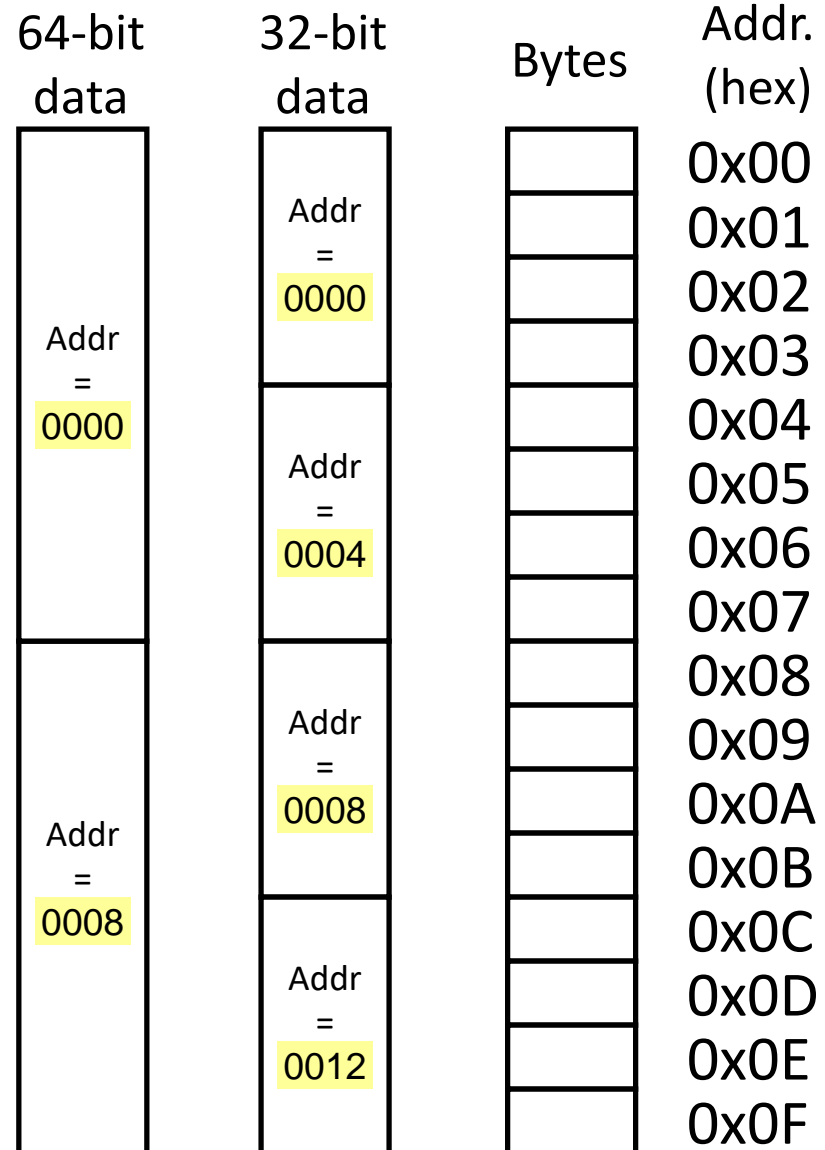 64-bit
data
Addr
=
0000
Addr
=
0008
32-bit
data
Addr
=
0000
Addr
=
0004
Addr
=
0008
Addr
=
0012
Bytes
Addr.
(hex)
0x00
0x01
0x02
0x03
0x04
0x05
0x06
0x07
0x08
0x09
0x0A
0x0B
0x0C
0x0D
0x0E
0x0F